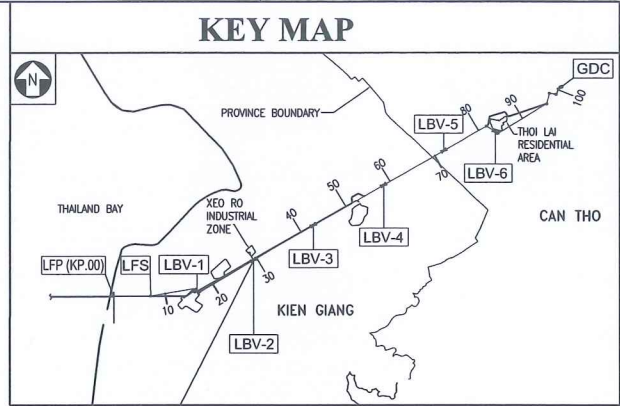 KEY MAP
N
GDC
PROVINCE BOUNDARY
LBV-5
80
90
100
THOI LAI
RESIDENTIAL
AREA
LBV-6
70
60
50
XEO RO
INDUSTRIAL
ZONE
THAILAND BAY
40
CAN THO
LBV-4
LBV-3
LFP (KP.00)
LFS
LBV-1
30
20
10
KIEN GIANG
LBV-2